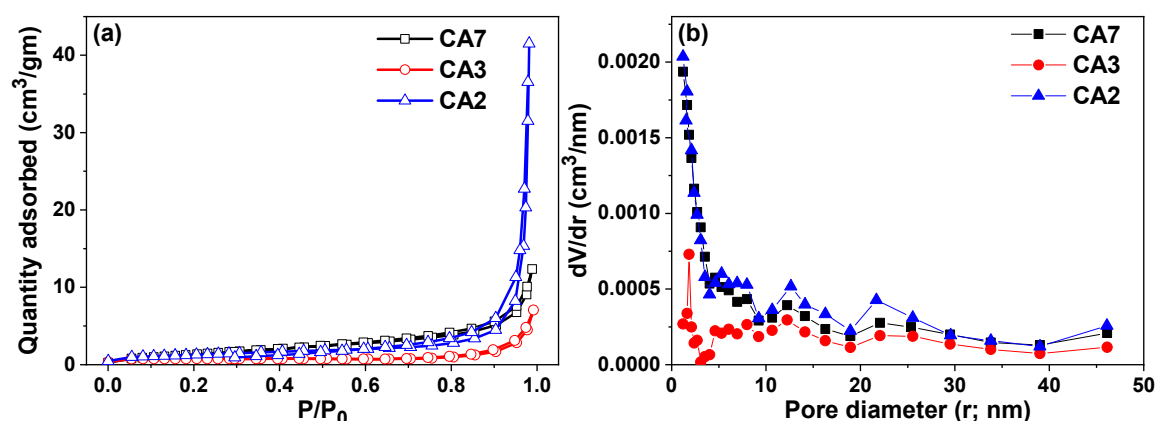 (a)
CA7
CA3
CA2
Quantity adsorbed (cm³/gm)
40
30
20
10
0
0.0 0.2 0.4 0.6 0.8 1.0
P/P₀
(b)
CA7
CA3
CA2
dV/dr (cm³/nm)
0.0020
0.0015
0.0010
0.0005
0.0000
0 10 20 30 40 50
Pore diameter (r; nm)